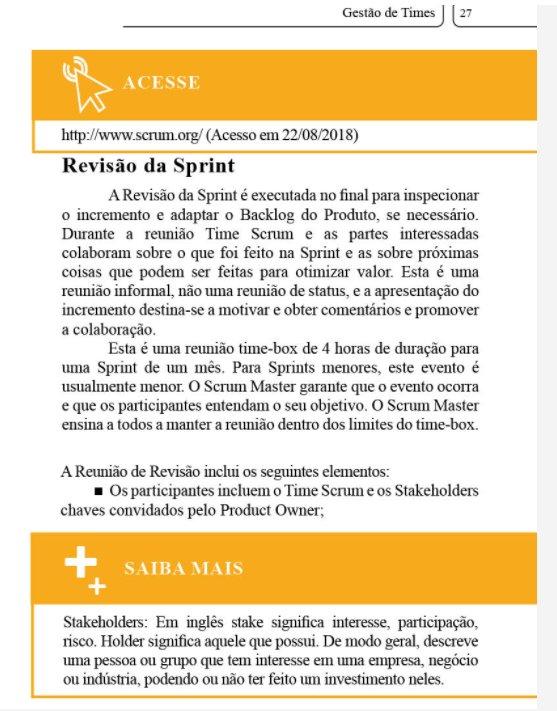 Gestão de Times 27
ACESSE
http://www.scrum.org/ (Acesso em 22/08/2018)
Revisão da Sprint
A Revisão da Sprint é executada no final para inspecionar
o incremento e adaptar o Backlog do Produto, se necessário.
Durante a reunião Time Scrum e as partes interessadas
colaboram sobre o que foi feito na Sprint e as sobre próximas
coisas que podem ser feitas para otimizar valor. Esta é uma
reunião informal, não uma reunião de status, e a apresentação do
incremento destina-se a motivar e obter comentários e promover
a colaboração.
Esta é uma reunião time-box de 4 horas de duração para
uma Sprint de um mês. Para Sprints menores, este evento é
usualmente menor. O Scrum Master garante que o evento ocorra
e que os participantes entendam o seu objetivo. O Scrum Master
ensina a todos a manter a reunião dentro dos limites do time-box.
A Reunião de Revisão inclui os seguintes elementos:
■ Os participantes incluem o Time Scrum e os Stakeholders
chaves convidados pelo Product Owner;
SAIBA MAIS
Stakeholders: Em inglês stake significa interesse, participação,
risco. Holder significa aquele que possui. De modo geral, descreve
uma pessoa ou grupo que tem interesse em uma empresa, negócio
ou indústria, podendo ou não ter feito um investimento neles.